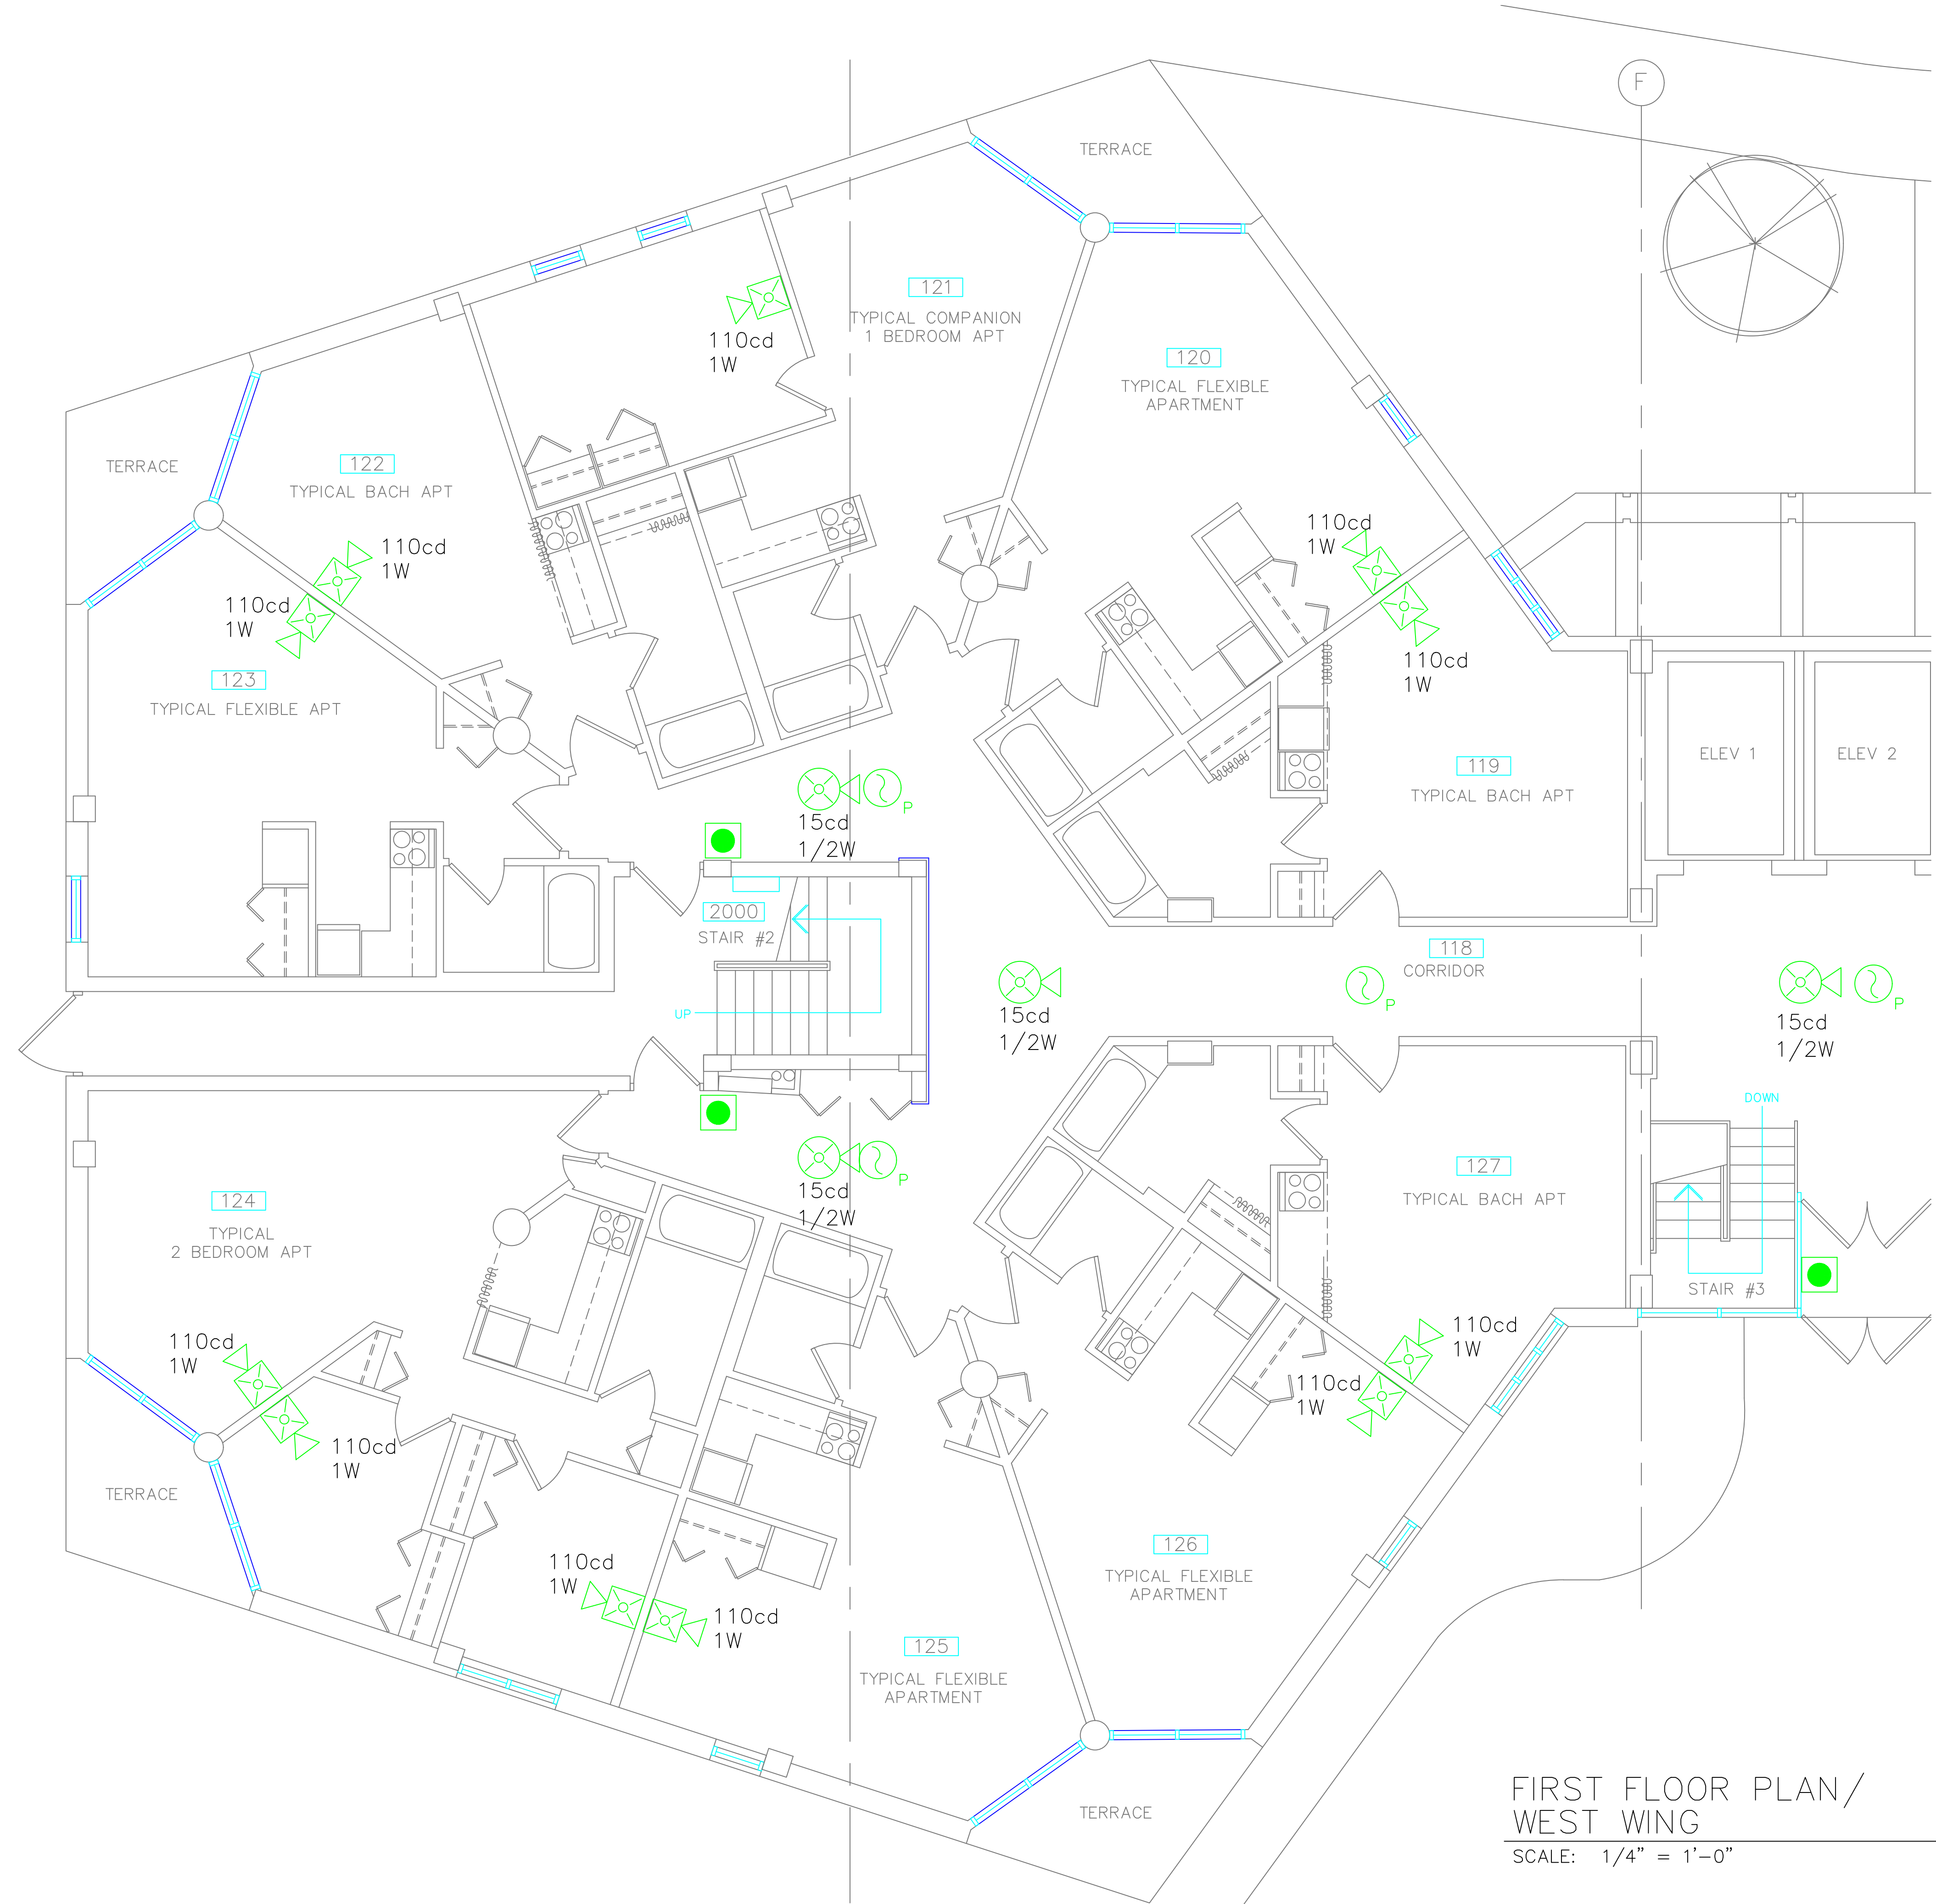 F
TERRACE
121
TYPICAL COMPANION
1 BEDROOM APT
110cd
1W
120
TYPICAL FLEXIBLE
APARTMENT
TERRACE
122
TYPICAL BACH APT
110cd
1W
110cd
1W
110cd
1W
123
TYPICAL FLEXIBLE APT
110cd
1W
119
TYPICAL BACH APT
ELEV 1
ELEV 2
P
15cd
1/2W
2000
STAIR #2
UP
118
CORRIDOR
15cd
1/2W
P
P
15cd
1/2W
DOWN
STAIR #3
P
15cd
1/2W
127
TYPICAL BACH APT
124
TYPICAL
2 BEDROOM APT
110cd
1W
110cd
1W
110cd
1W
110cd
1W
TERRACE
126
TYPICAL FLEXIBLE
APARTMENT
110cd
1W
110cd
1W
125
TYPICAL FLEXIBLE
APARTMENT
TERRACE
FIRST FLOOR PLAN/
WEST WING
SCALE: 1/4" = 1'-0"